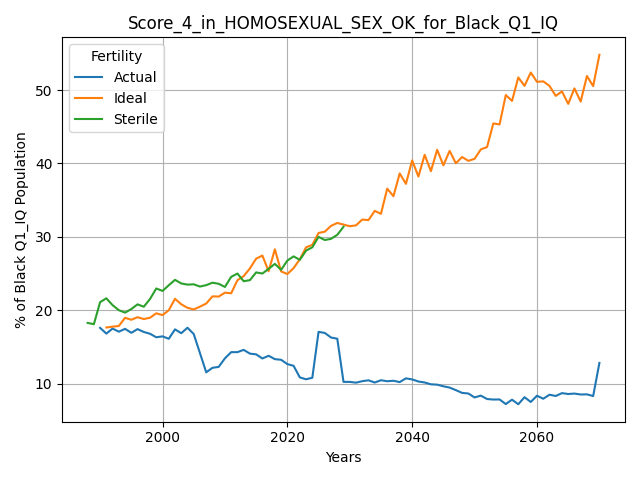 Score_4_in_HOMOSEXUAL_SEX_OK_for_Black_Q1_IQ
Fertility
Actual
Ideal
Sterile
% of Black Q1_IQ Population
50
40
30
20
10
2000 2020 2040 2060
Years